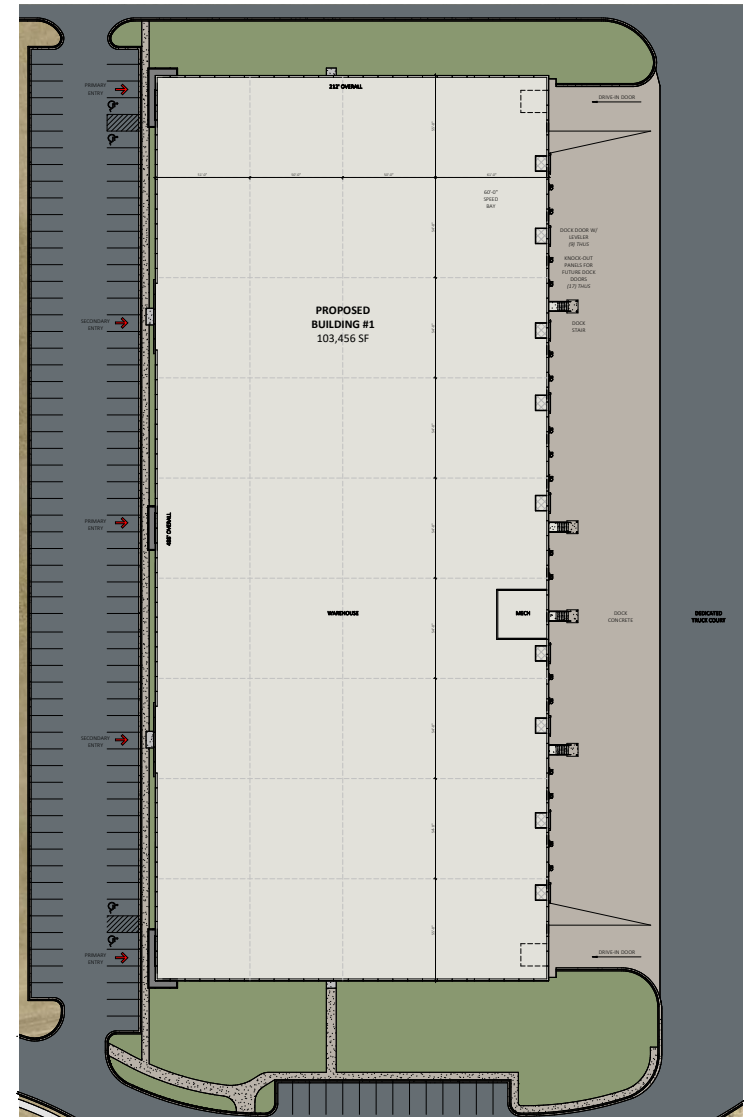 212' OVERALL
PRIMARY
ENTRY
DRIVE-IN DOOR
60'-0"
SPEED
BAY
DOCK DOOR W/
LEVELER
(9) THUS
KNOCK-OUT
PANELS FOR
FUTURE DOCK
DOORS
(17) THUS
DOCK
STAIR
PROPOSED
BUILDING #1
103,456 SF
SECONDARY
ENTRY
PRIMARY
ENTRY
488' OVERALL
WAREHOUSE
MECH
DOCK
CONCRETE
DEDICATED
TRUCK COURT
SECONDARY
ENTRY
PRIMARY
ENTRY
DRIVE-IN DOOR